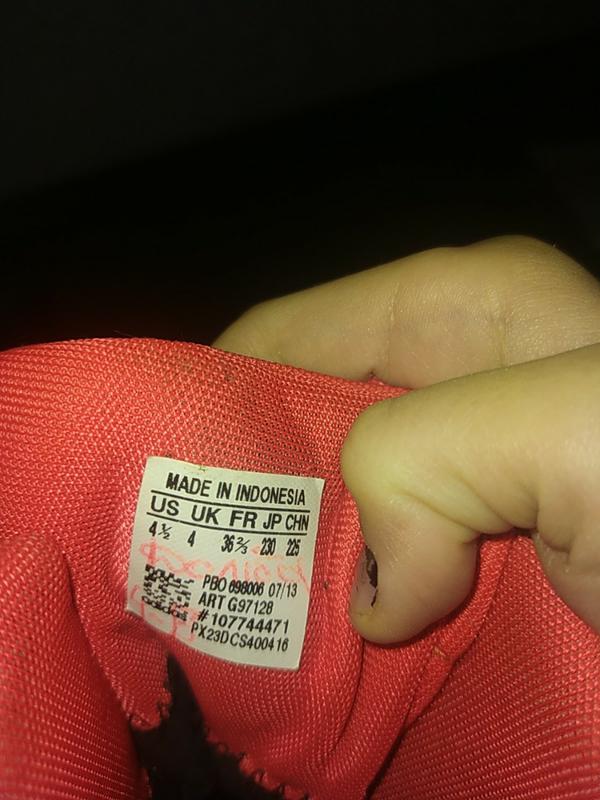 MADE IN INDONESIA
US UK FR JP CHN
4½ 4 36⅔ 230 225
PBO 698006 07/13
ART G97128
#107744471
adidas PX23DCS400416